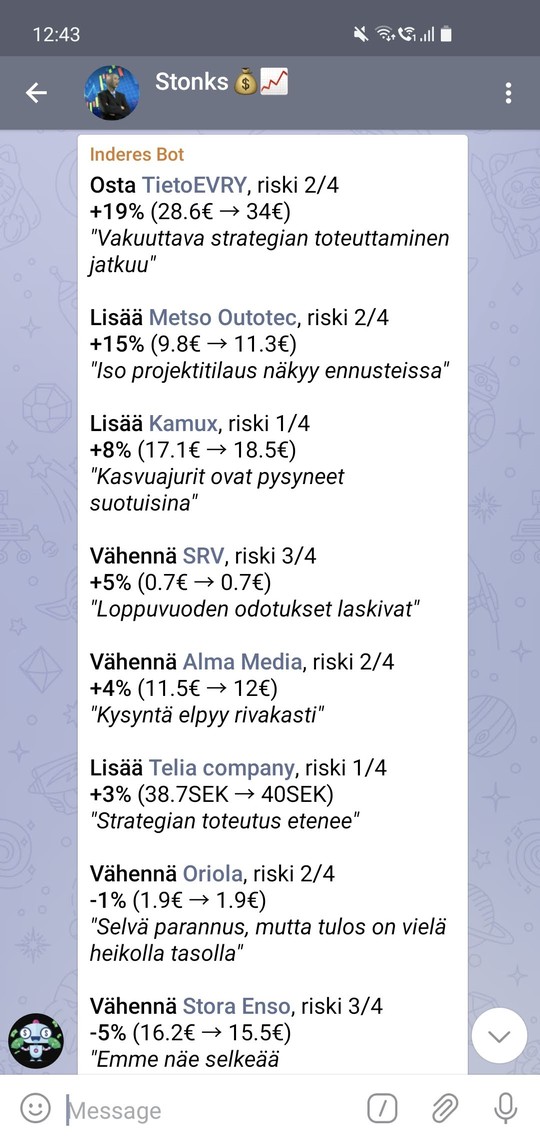 12:43
Stonks 💰📈
Inderes Bot
Osta TietoEVRY, riski 2/4
+19% (28.6€ → 34€)
"Vakuuttava strategian toteuttaminen
jatkuu"
Lisää Metso Outotec, riski 2/4
+15% (9.8€ → 11.3€)
"Iso projektitilaus näkyy ennusteissa"
Lisää Kamux, riski 1/4
+8% (17.1€ → 18.5€)
"Kasvuajurit ovat pysyneet
suotuisina"
Vähennä SRV, riski 3/4
+5% (0.7€ → 0.7€)
"Loppuvuoden odotukset laskivat"
Vähennä Alma Media, riski 2/4
+4% (11.5€ → 12€)
"Kysyntä elpyy rivakasti"
Lisää Telia company, riski 1/4
+3% (38.7SEK → 40SEK)
"Strategian toteutus etenee"
Vähennä Oriola, riski 2/4
-1% (1.9€ → 1.9€)
"Selvä parannus, mutta tulos on vielä
heikolla tasolla"
Vähennä Stora Enso, riski 3/4
-5% (16.2€ → 15.5€)
"Emme näe selkeää
Message